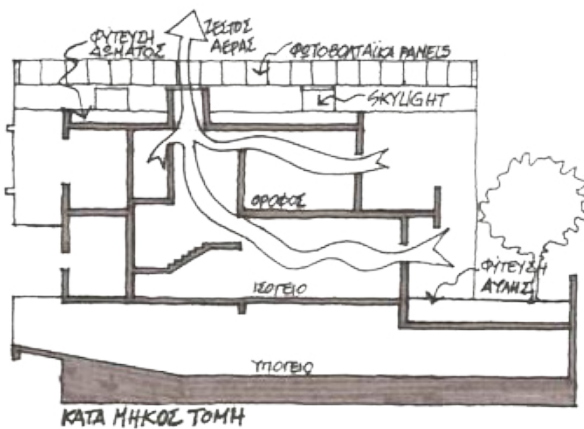 ΦΥΤΕΥΣΗ
ΔΩΜΑΤΟΣ
ΖΕΣΤΟΣ
ΑΕΡΑΣ
ΦΩΤΟΒΟΛΤΑΪΚΑ PANELS
SKYLIGHT
ΟΡΟΦΟΣ
ΦΥΤΕΥΣΗ
ΑΥΛΗΣ
ΙΣΟΓΕΙΟ
ΥΠΟΓΕΙΟ
ΚΑΤΑ ΜΗΚΟΣ ΤΟΜΗ